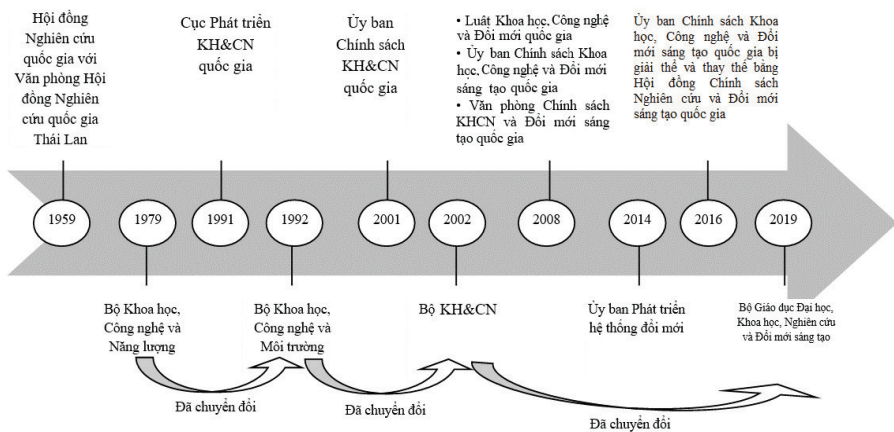 Hội đồng
Nghiên cứu
quốc gia với
Văn phòng Hội
đồng Nghiên
cứu quốc gia
Thái Lan
Cục Phát triển
KH&CN
quốc gia
Ủy ban
Chính sách
KH&CN
quốc gia
• Luật Khoa học, Công nghệ
và Đổi mới quốc gia
• Ủy ban Chính sách Khoa
học, Công nghệ và Đổi mới
sáng tạo quốc gia
• Văn phòng Chính sách
KHCN và Đổi mới sáng
tạo quốc gia
Ủy ban Chính sách Khoa
học, Công nghệ và Đổi
mới sáng tạo quốc gia bị
giải thể và thay thế bằng
Hội đồng Chính sách
Nghiên cứu và Đổi mới
sáng tạo quốc gia
1959 1979 1991 1992 2001 2002 2008 2014 2016 2019
Bộ Khoa học,
Công nghệ và
Năng lượng
Bộ Khoa học,
Công nghệ và
Môi trường
Bộ KH&CN
Ủy ban Phát triển
hệ thống đổi mới
Bộ Giáo dục Đại học,
Khoa học, Nghiên cứu
và Đổi mới sáng tạo
Đã chuyển đổi
Đã chuyển đổi
Đã chuyển đổi